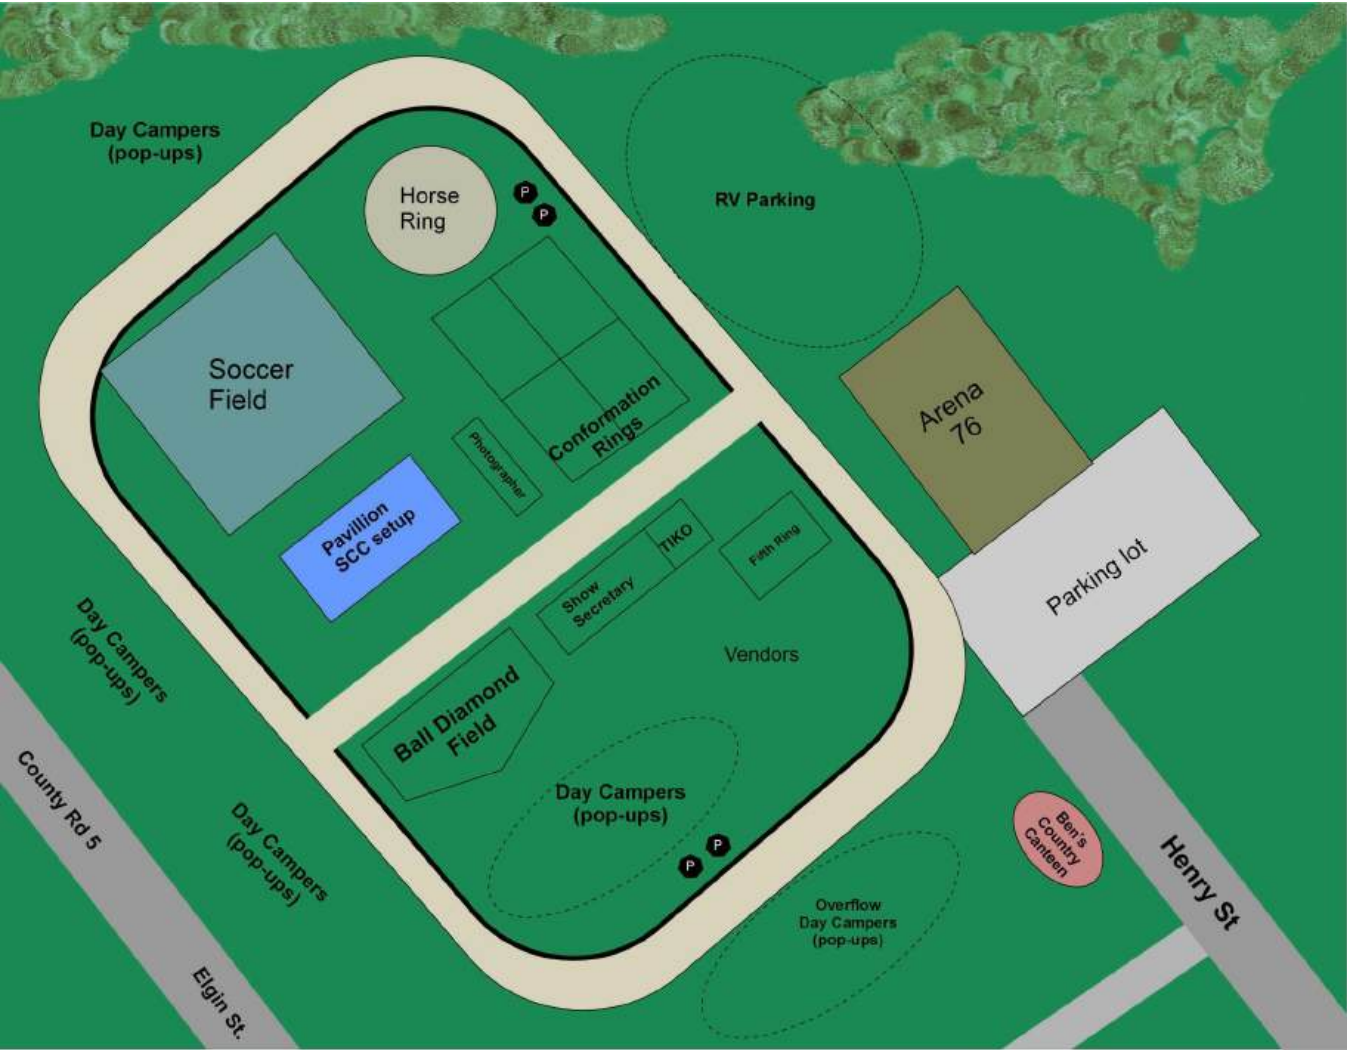 Day Campers
(pop-ups)
Horse
Ring
P
P
RV Parking
Soccer
Field
Conformation
Rings
Photographer
Arena
76
Pavillion
SCC setup
TIKO
Fifth Ring
Show
Secretary
Parking lot
Vendors
Day Campers
(pop-ups)
Ball Diamond
Field
County Rd 5
Day Campers
(pop-ups)
Day Campers
(pop-ups)
P
P
Ben's
Country
Canteen
Henry St
Overflow
Day Campers
(pop-ups)
Elgin St.